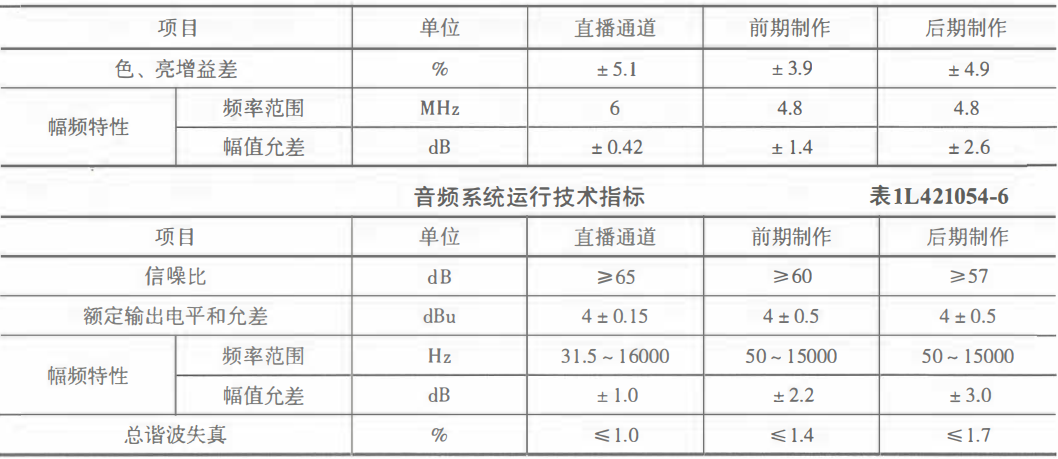 项目 单位 直播通道 前期制作 后期制作
色、亮增益差 % ±5.1 ±3.9 ±4.9
幅频特性 频率范围 MHz 6 4.8 4.8
幅值允差 dB ±0.42 ±1.4 ±2.6
音频系统运行技术指标 表1L421054-6
项目 单位 直播通道 前期制作 后期制作
信噪比 dB ≥65 ≥60 ≥57
额定输出电平和允差 dBu 4±0.15 4±0.5 4±0.5
幅频特性 频率范围 Hz 31.5~16000 50~15000 50~15000
幅值允差 dB ±1.0 ±2.2 ±3.0
总谐波失真 % ≤1.0 ≤1.4 ≤1.7